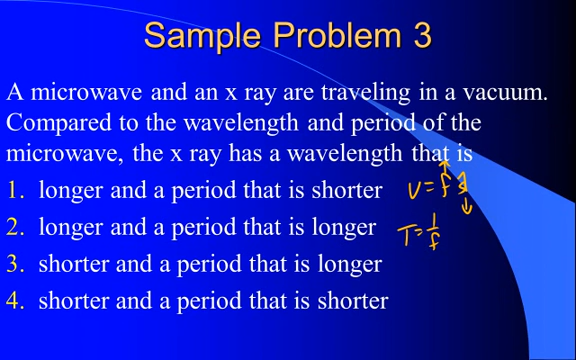 Sample Problem 3
A microwave and an x ray are traveling in a vacuum.
Compared to the wavelength and period of the
microwave, the x ray has a wavelength that is
1. longer and a period that is shorter
v = f λ
2. longer and a period that is longer
T = 1/f
3. shorter and a period that is longer
4. shorter and a period that is shorter